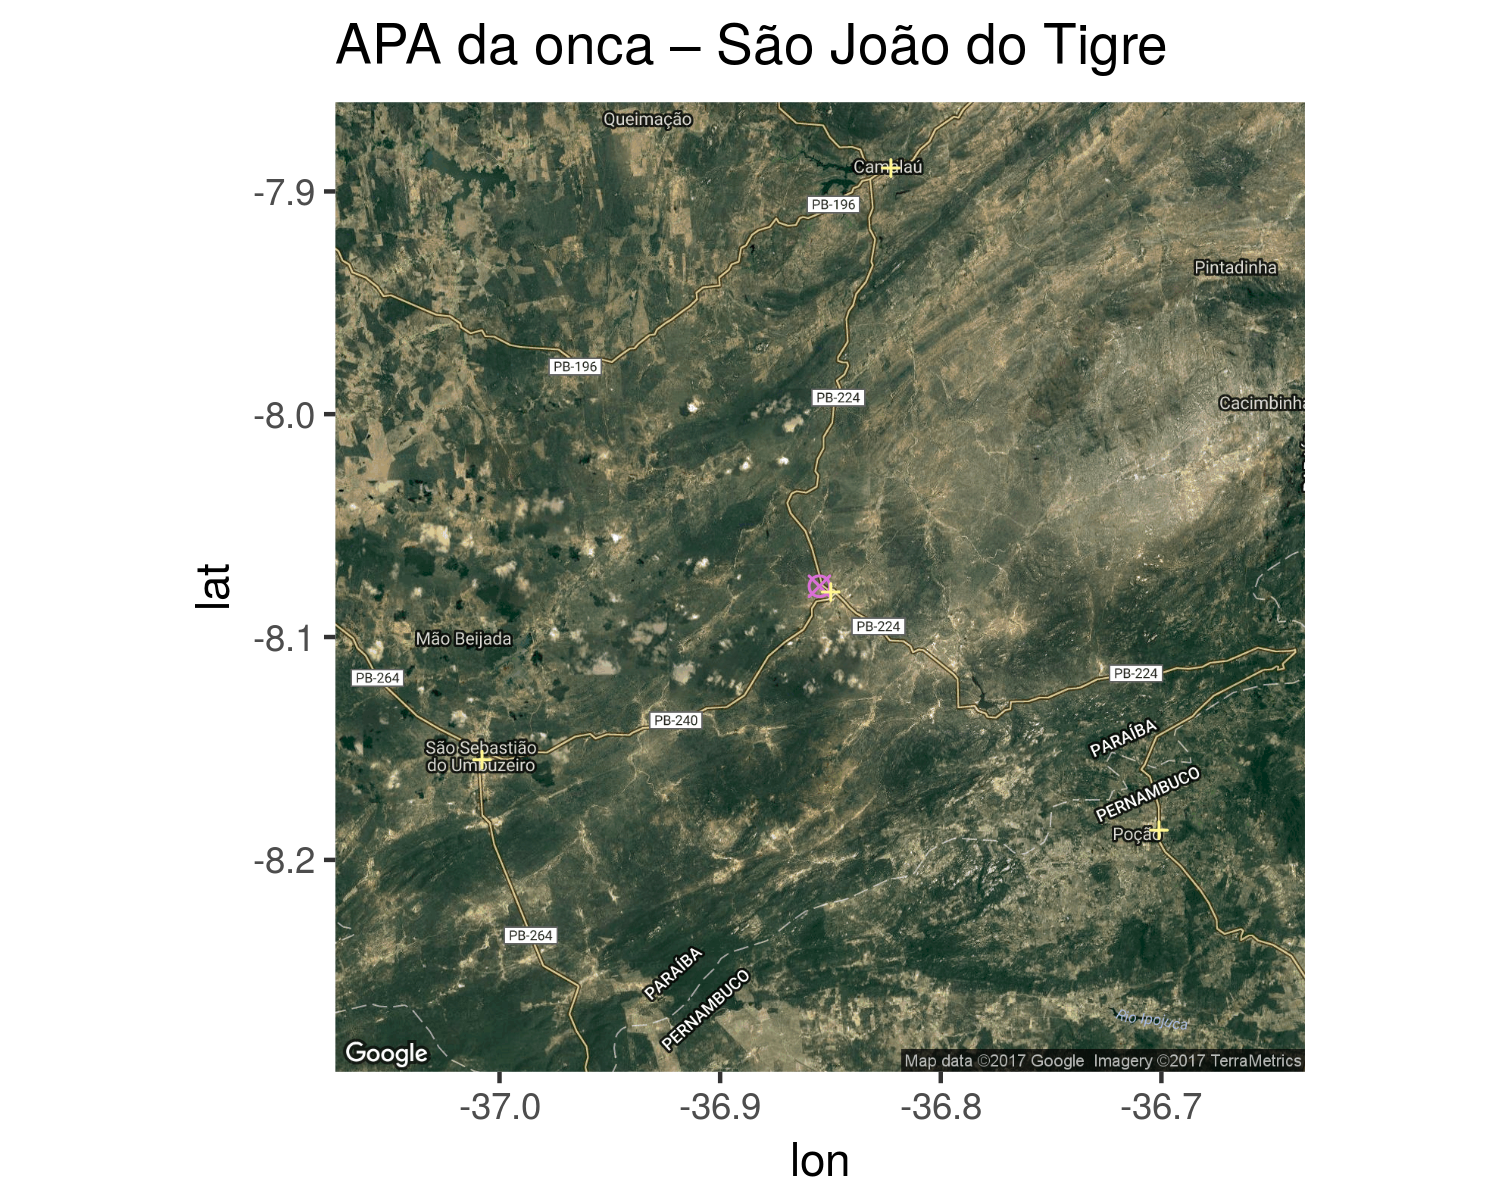 APA da onca – São João do Tigre
Queimação
Camalaú
-7.9
PB-196
Pintadinha
PB-196
PB-224
-8.0
Cacimbinha
lat
PB-224
-8.1
Mão Beijada
PB-264
PB-224
PB-240
São Sebastião
do Umbuzeiro
PARAÍBA
PERNAMBUCO
Poção
-8.2
PB-264
PARAÍBA
PERNAMBUCO
Rio Ipojuca
Google
Map data ©2017 Google Imagery ©2017 TerraMetrics
-37.0
-36.9
-36.8
-36.7
lon